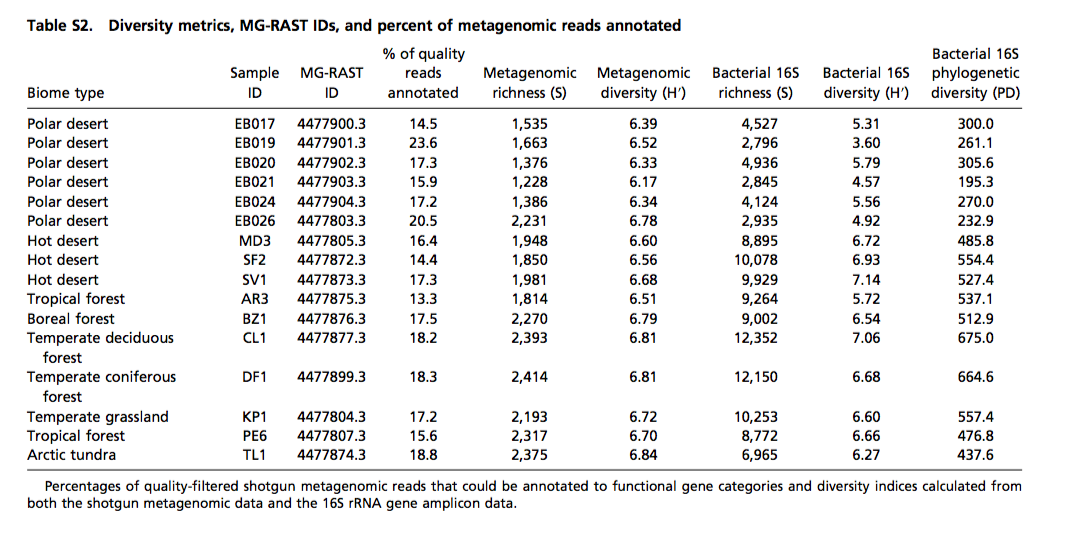 Table S2. Diversity metrics, MG-RAST IDs, and percent of metagenomic reads annotated
Biome type Sample ID MG-RAST ID % of quality reads annotated Metagenomic richness (S) Metagenomic diversity (H′) Bacterial 16S richness (S) Bacterial 16S diversity (H′) Bacterial 16S phylogenetic diversity (PD)
Polar desert EB017 4477900.3 14.5 1,535 6.39 4,527 5.31 300.0
Polar desert EB019 4477901.3 23.6 1,663 6.52 2,796 3.60 261.1
Polar desert EB020 4477902.3 17.3 1,376 6.33 4,936 5.79 305.6
Polar desert EB021 4477903.3 15.9 1,228 6.17 2,845 4.57 195.3
Polar desert EB024 4477904.3 17.2 1,386 6.34 4,124 5.56 270.0
Polar desert EB026 4477803.3 20.5 2,231 6.78 2,935 4.92 232.9
Hot desert MD3 4477805.3 16.4 1,948 6.60 8,895 6.72 485.8
Hot desert SF2 4477872.3 14.4 1,850 6.56 10,078 6.93 554.4
Hot desert SV1 4477873.3 17.3 1,981 6.68 9,929 7.14 527.4
Tropical forest AR3 4477875.3 13.3 1,814 6.51 9,264 5.72 537.1
Boreal forest BZ1 4477876.3 17.5 2,270 6.79 9,002 6.54 512.9
Temperate deciduous CL1 4477877.3 18.2 2,393 6.81 12,352 7.06 675.0
forest
Temperate coniferous DF1 4477899.3 18.3 2,414 6.81 12,150 6.68 664.6
forest
Temperate grassland KP1 4477804.3 17.2 2,193 6.72 10,253 6.60 557.4
Tropical forest PE6 4477807.3 15.6 2,317 6.70 8,772 6.66 476.8
Arctic tundra TL1 4477874.3 18.8 2,375 6.84 6,965 6.27 437.6
Percentages of quality-filtered shotgun metagenomic reads that could be annotated to functional gene categories and diversity indices calculated from
both the shotgun metagenomic data and the 16S rRNA gene amplicon data.